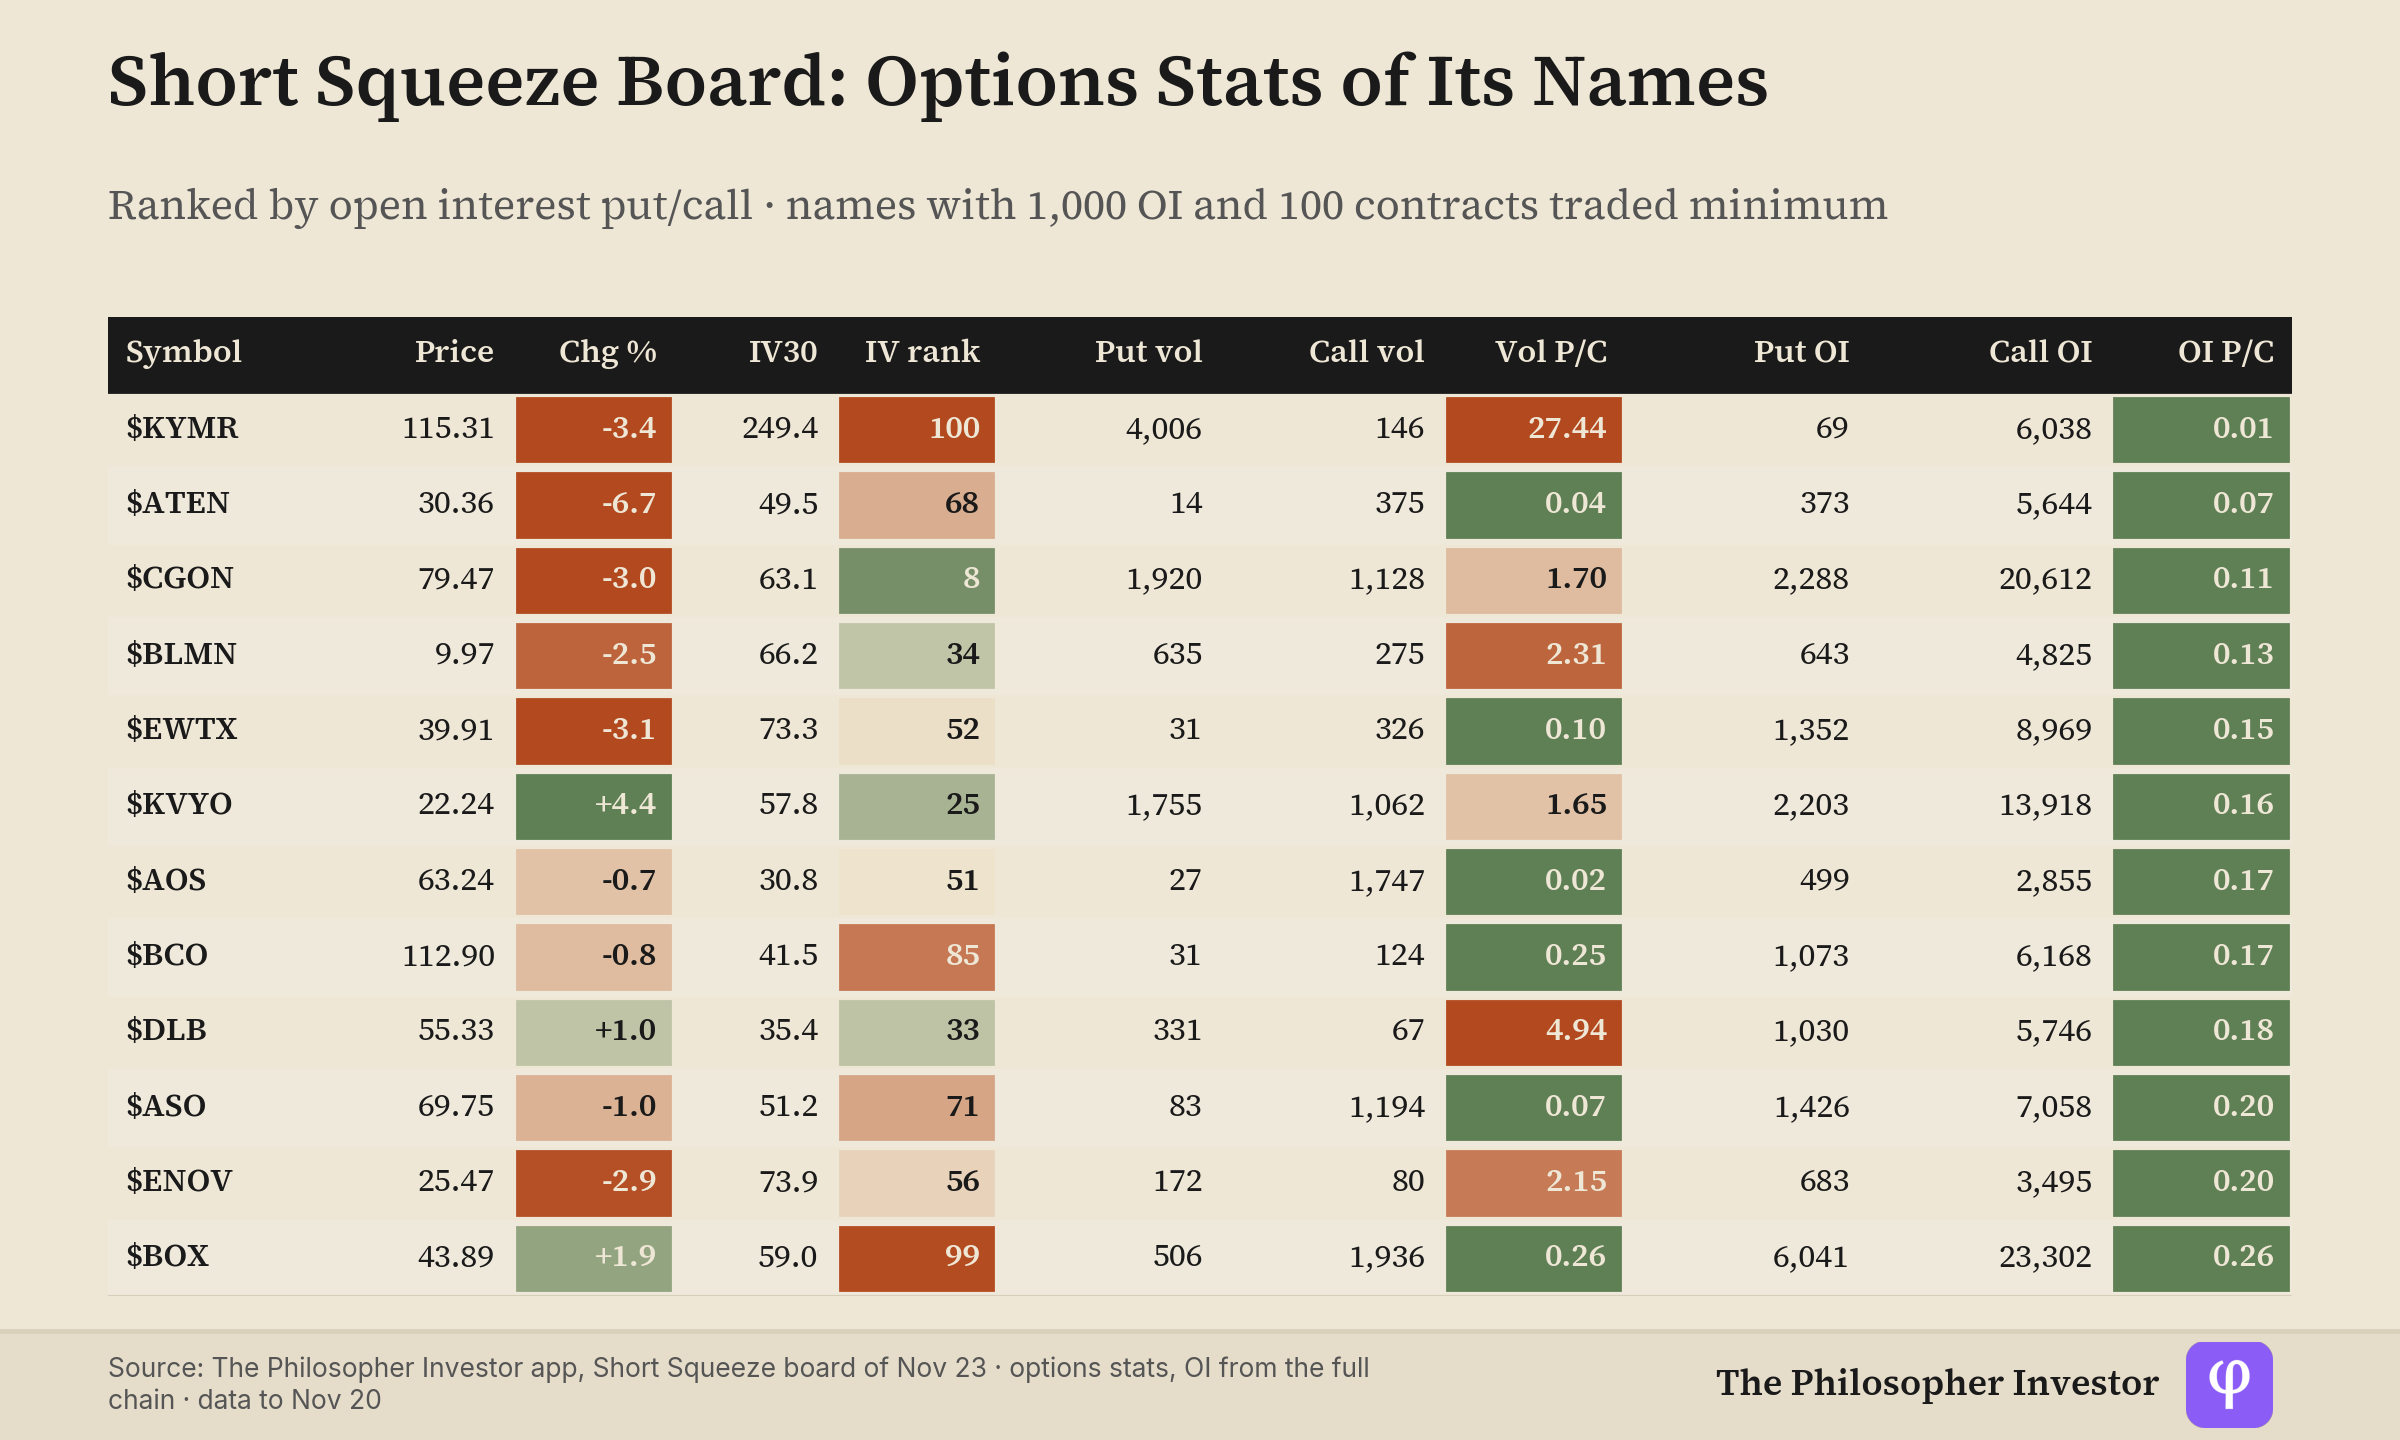 Short Squeeze Board: Options Stats of Its Names
Ranked by open interest put/call · names with 1,000 OI and 100 contracts traded minimum
Symbol Price Chg % IV30 IV rank Put vol Call vol Vol P/C Put OI Call OI OI P/C
$KYMR 115.31 -3.4 249.4 100 4,006 146 27.44 69 6,038 0.01
$ATEN 30.36 -6.7 49.5 68 14 375 0.04 373 5,644 0.07
$CGON 79.47 -3.0 63.1 8 1,920 1,128 1.70 2,288 20,612 0.11
$BLMN 9.97 -2.5 66.2 34 635 275 2.31 643 4,825 0.13
$EWTX 39.91 -3.1 73.3 52 31 326 0.10 1,352 8,969 0.15
$KVYO 22.24 +4.4 57.8 25 1,755 1,062 1.65 2,203 13,918 0.16
$AOS 63.24 -0.7 30.8 51 27 1,747 0.02 499 2,855 0.17
$BCO 112.90 -0.8 41.5 85 31 124 0.25 1,073 6,168 0.17
$DLB 55.33 +1.0 35.4 33 331 67 4.94 1,030 5,746 0.18
$ASO 69.75 -1.0 51.2 71 83 1,194 0.07 1,426 7,058 0.20
$ENOV 25.47 -2.9 73.9 56 172 80 2.15 683 3,495 0.20
$BOX 43.89 +1.9 59.0 99 506 1,936 0.26 6,041 23,302 0.26
Source: The Philosopher Investor app, Short Squeeze board of Nov 23 · options stats, OI from the full
chain · data to Nov 20
The Philosopher Investor φ